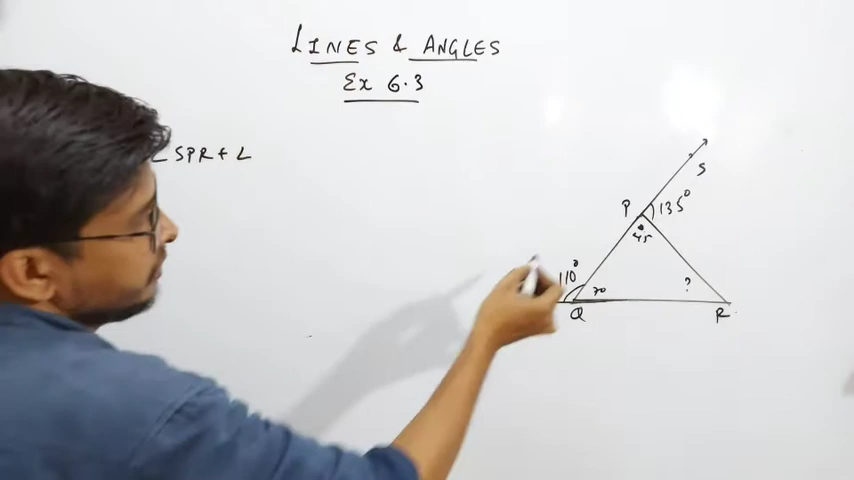 LINES & ANGLES
Ex 6.3
∠ SPR + ∠
S
P
135°
45
110°
70
?
Q
R